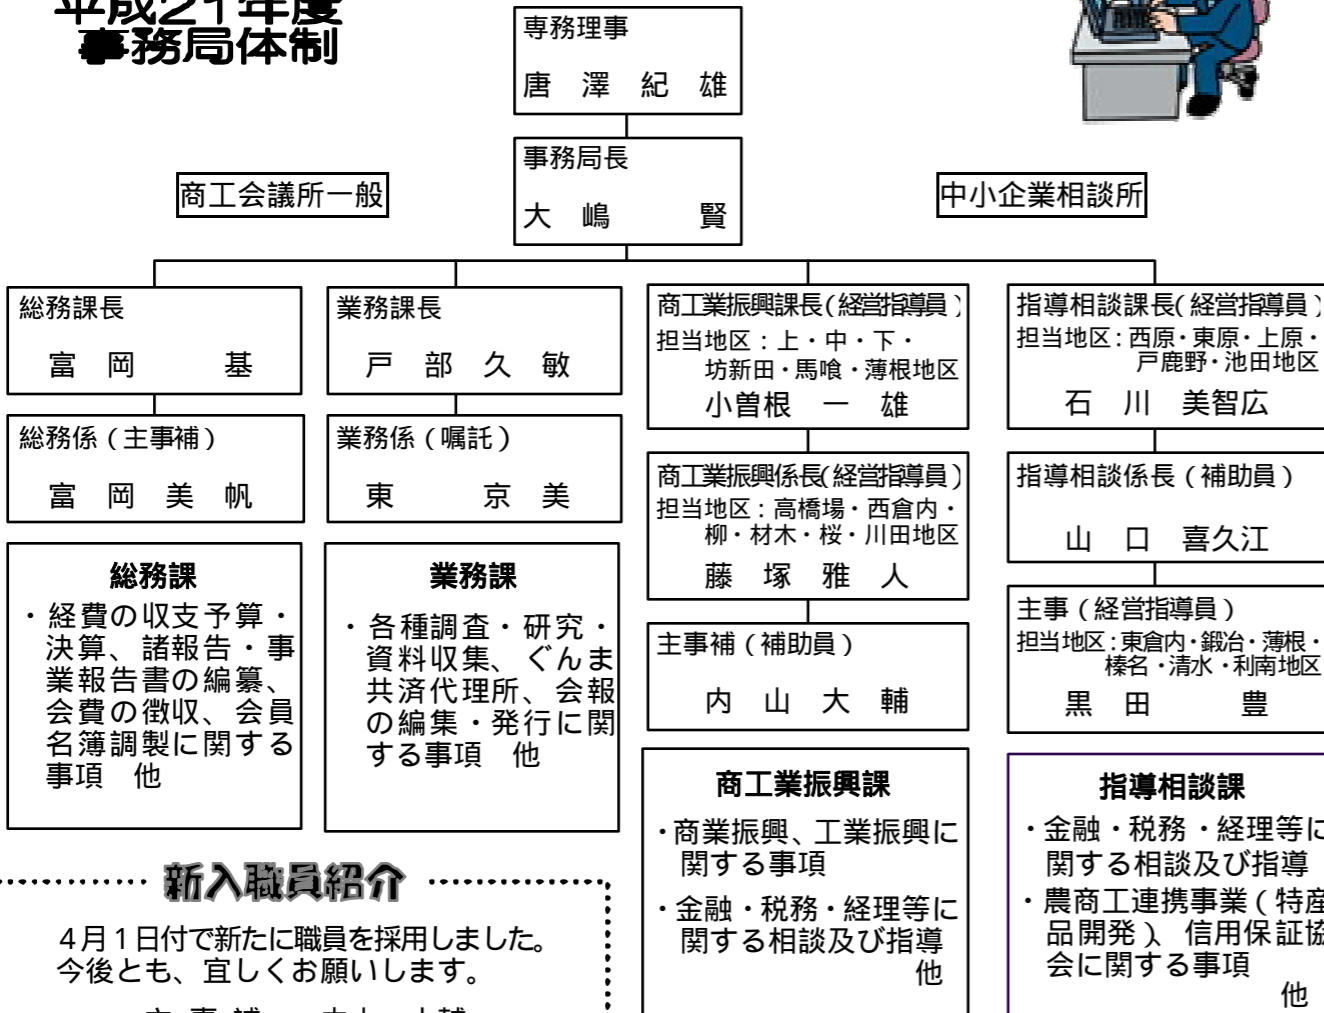 平成21年度
事務局体制
専務理事
唐 澤 紀 雄
事務局長
大 嶋 賢
商工会議所一般
中小企業相談所
総務課長
富 岡 基
総務係（主事補）
富 岡 美 帆
総務課
・経費の収支予算・
決算、諸報告・事
業報告書の編纂、
会費の徴収、会員
名簿調製に関する
事項 他
業務課長
戸 部 久 敏
業務係（嘱託）
東 京 美
業務課
・各種調査・研究・
資料収集、ぐんま
共済代理所、会報
の編集・発行に関
する事項 他
商工業振興課長（経営指導員）
担当地区：上・中・下・
坊新田・馬喰・薄根地区
小曽根 一 雄
商工業振興係長（経営指導員）
担当地区：高橋場・西倉内・
柳・材木・桜・川田地区
藤 塚 雅 人
主事補（補助員）
内 山 大 輔
商工業振興課
・商業振興、工業振興に
関する事項
・金融・税務・経理等に
関する相談及び指導
他
指導相談課長（経営指導員）
担当地区：西原・東原・上原・
戸鹿野・池田地区
石 川 美智広
指導相談係長（補助員）
山 口 喜久江
主事（経営指導員）
担当地区：東倉内・鍛冶・薄根・
榛名・清水・利南地区
黒 田 豊
指導相談課
・金融・税務・経理等に
関する相談及び指導
・農商工連携事業（特産
品開発）、信用保証協
会に関する事項
他
新入職員紹介
４月１日付で新たに職員を採用しました。
今後とも、宜しくお願いします。